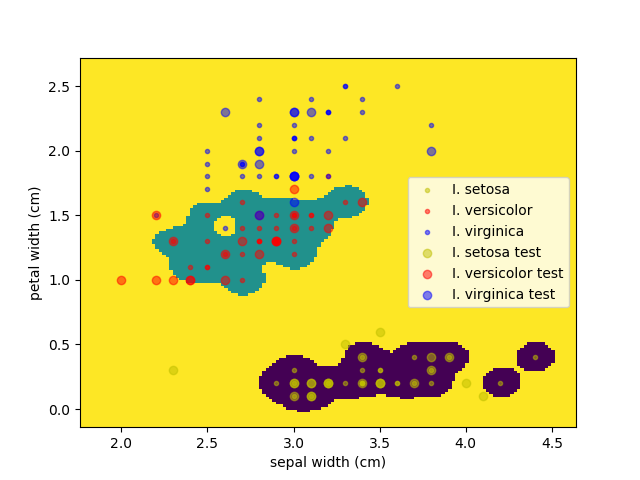 2.5
2.0
1.5
1.0
0.5
0.0
petal width (cm)
I. setosa
I. versicolor
I. virginica
I. setosa test
I. versicolor test
I. virginica test
2.0 2.5 3.0 3.5 4.0 4.5
sepal width (cm)